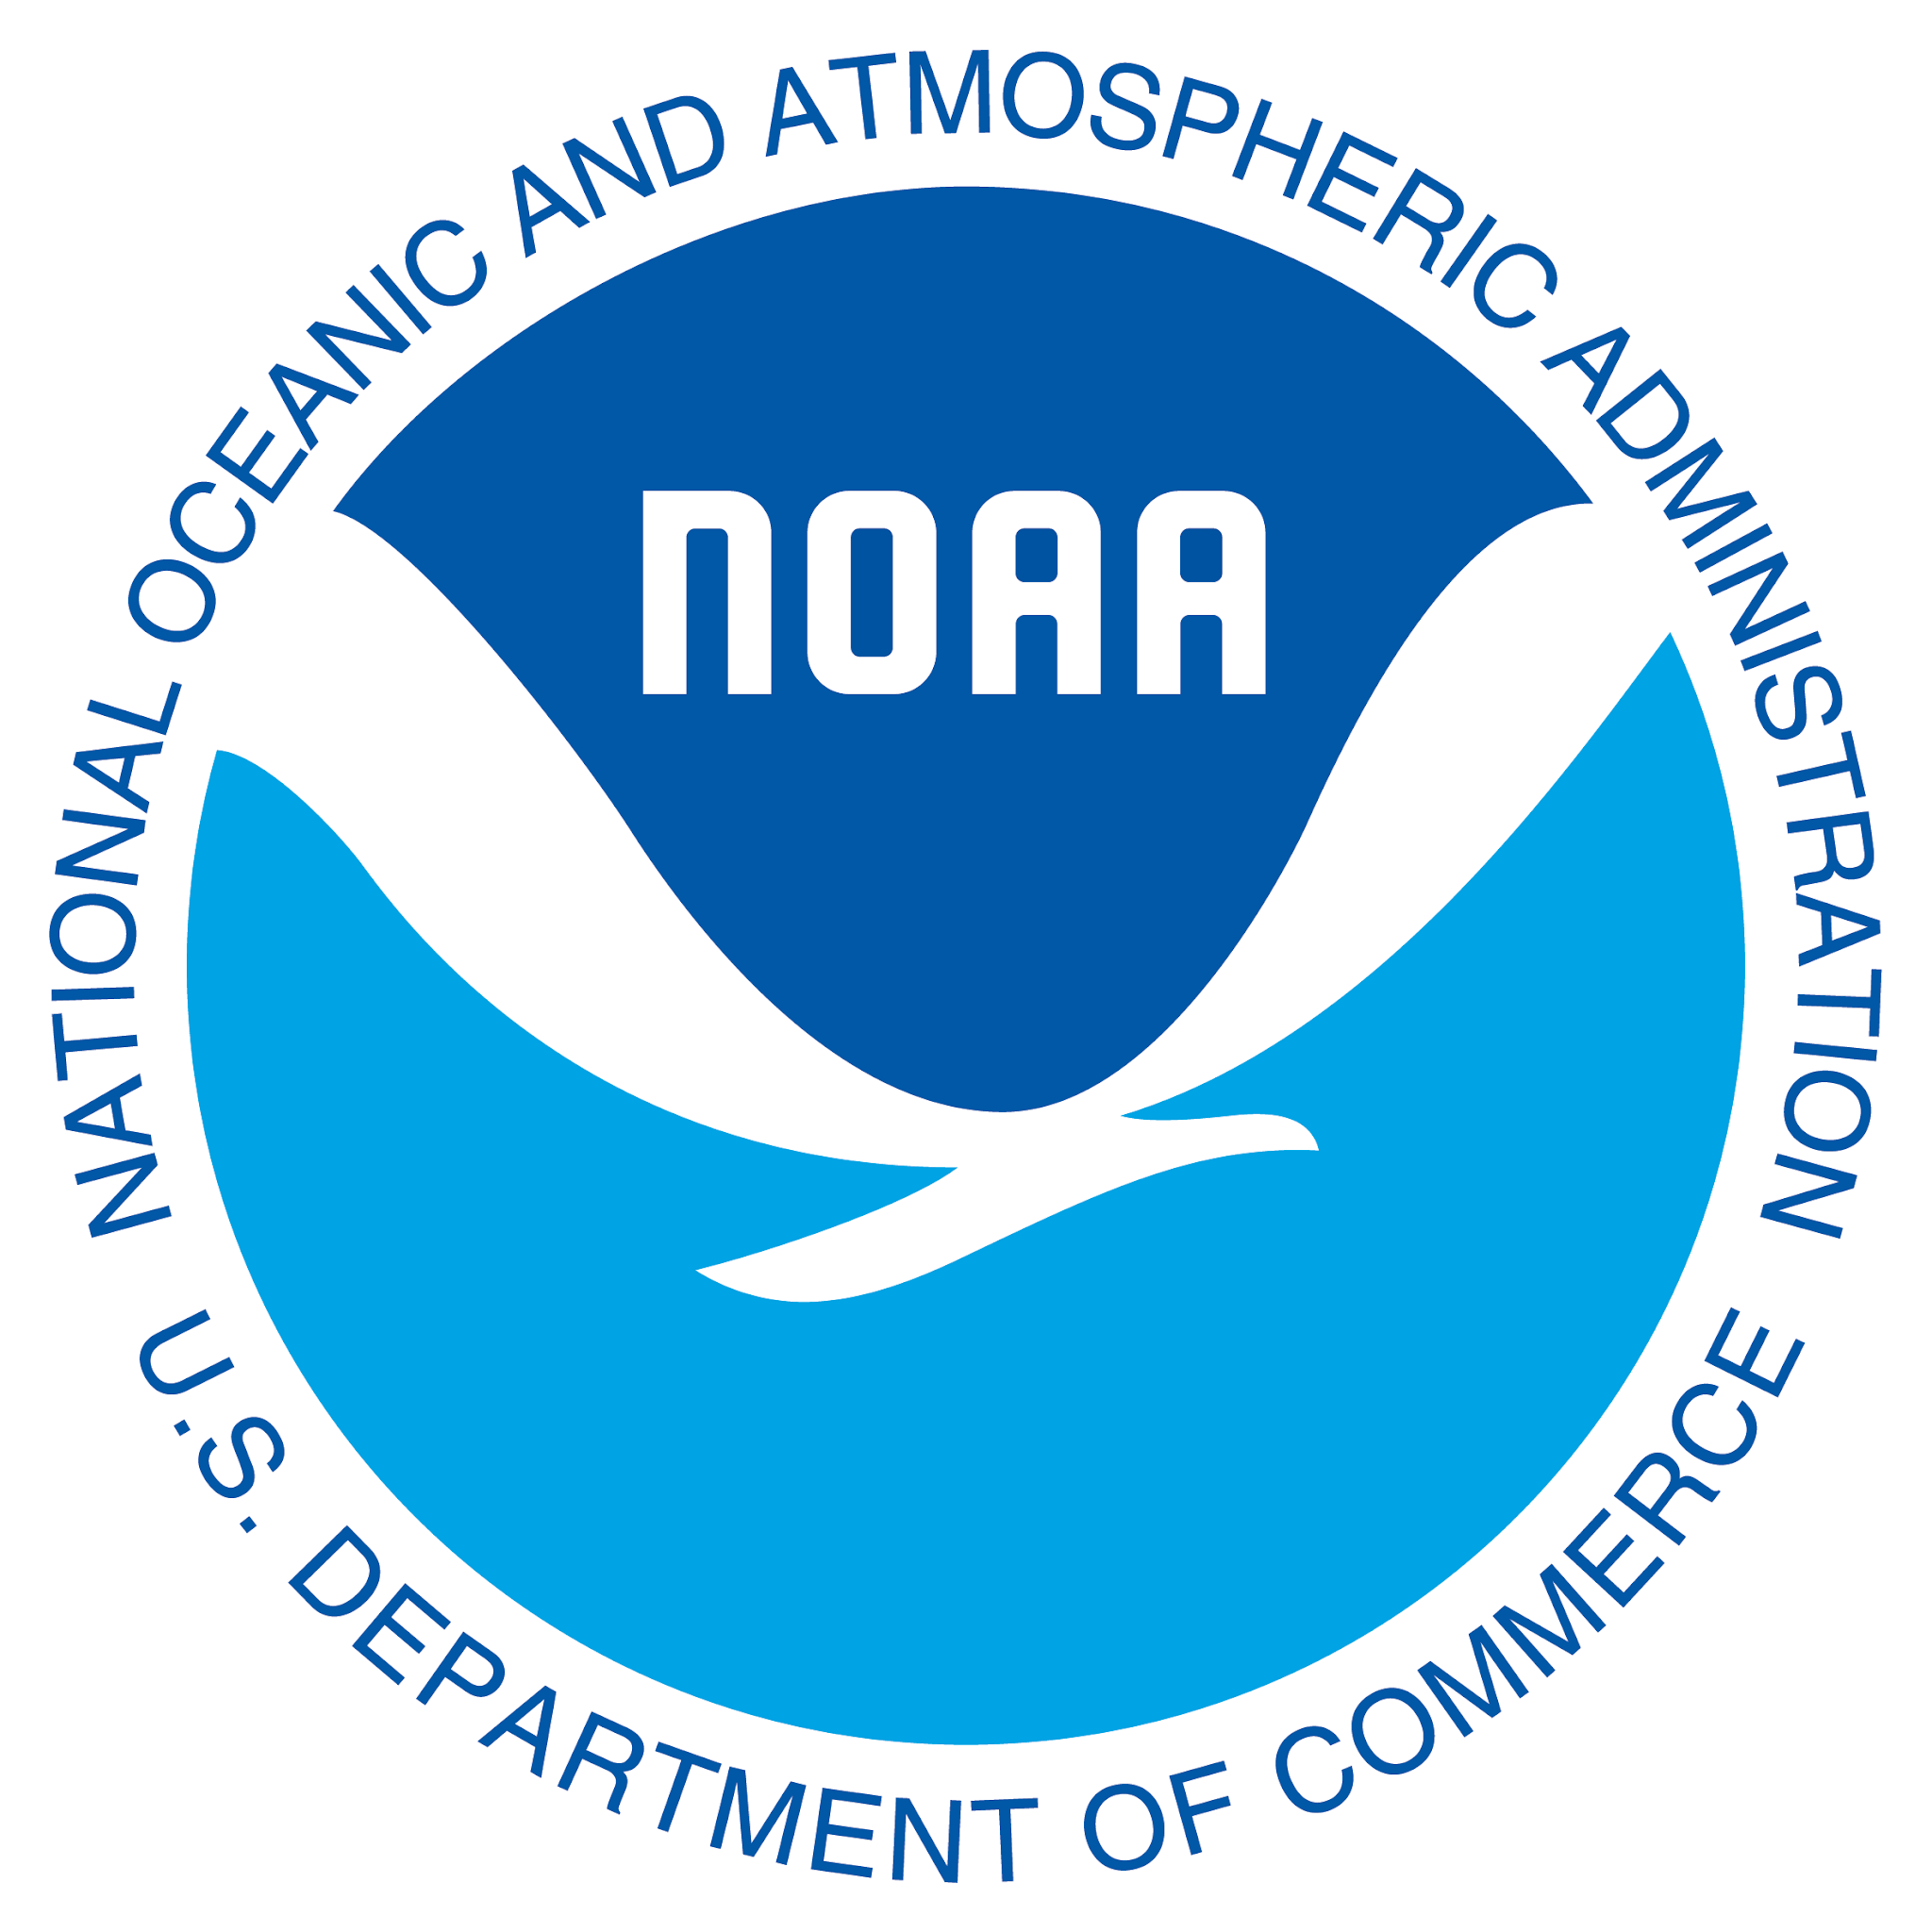 NATIONAL OCEANIC AND ATMOSPHERIC ADMINISTRATION
NOAA
U.S. DEPARTMENT OF COMMERCE